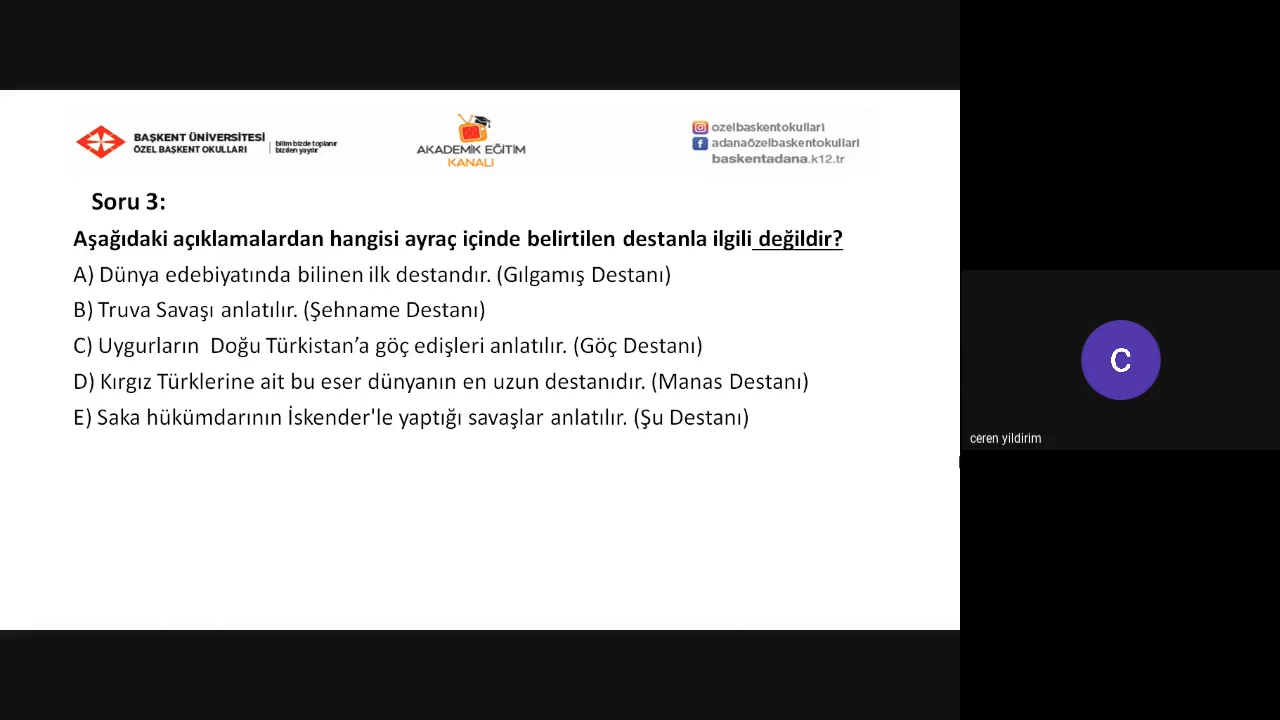 BAŞKENT ÜNİVERSİTESİ
ÖZEL BAŞKENT OKULLARI
bilim bizde toplanır
bizden yayılır
AKADEMİK EĞİTİM
KANALI
ozelbaskentokullari
adanaözelbaskentokullari
baskentadana.k12.tr
Soru 3:
Aşağıdaki açıklamalardan hangisi ayraç içinde belirtilen destanla ilgili değildir?
A) Dünya edebiyatında bilinen ilk destandır. (Gılgamış Destanı)
B) Truva Savaşı anlatılır. (Şehname Destanı)
C) Uygurların Doğu Türkistan’a göç edişleri anlatılır. (Göç Destanı)
D) Kırgız Türklerine ait bu eser dünyanın en uzun destanıdır. (Manas Destanı)
E) Saka hükümdarının İskender'le yaptığı savaşlar anlatılır. (Şu Destanı)
C
ceren yildirim